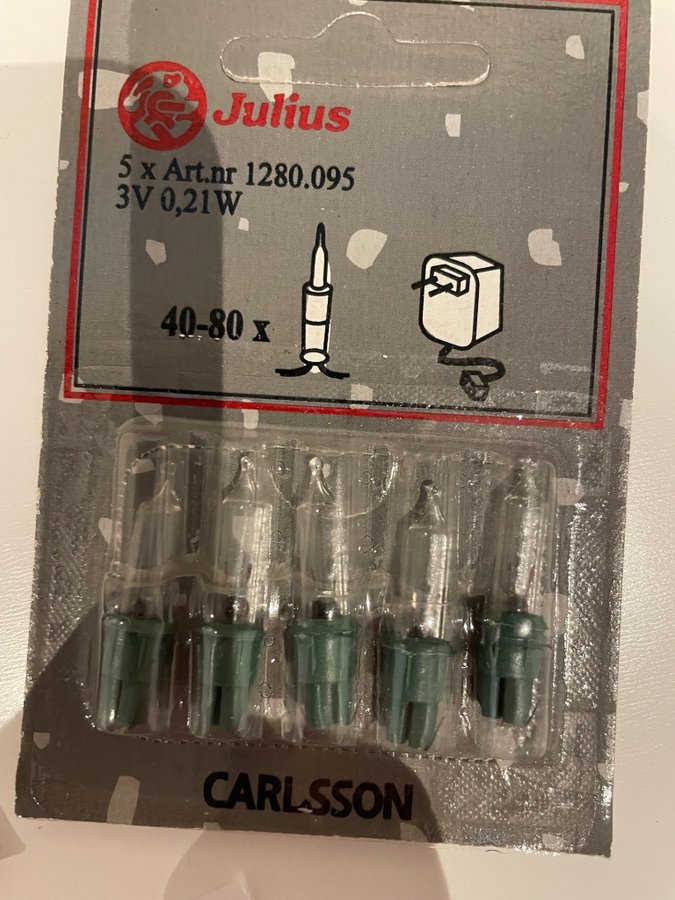 Julius
5 x Art.nr 1280.095
3V 0,21W
40-80 x
CARLSSON